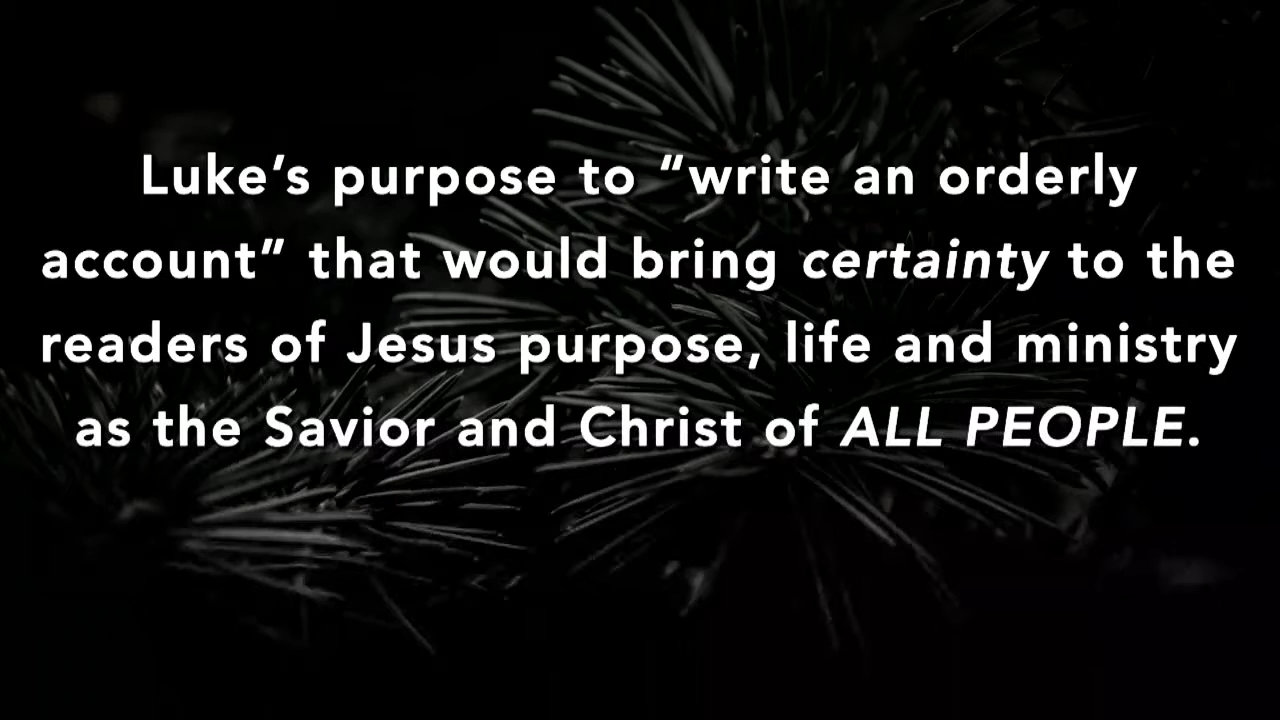 Luke’s purpose to “write an orderly
account” that would bring certainty to the
readers of Jesus purpose, life and ministry
as the Savior and Christ of ALL PEOPLE.